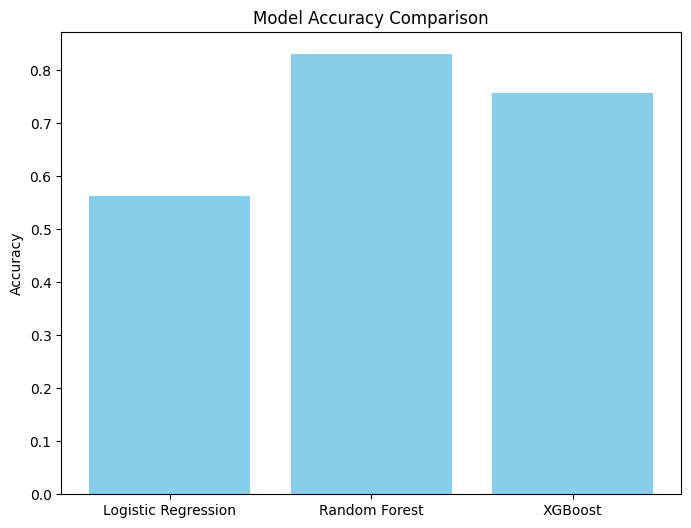 Model Accuracy Comparison
Accuracy
0.8
0.7
0.6
0.5
0.4
0.3
0.2
0.1
0.0
Logistic Regression
Random Forest
XGBoost